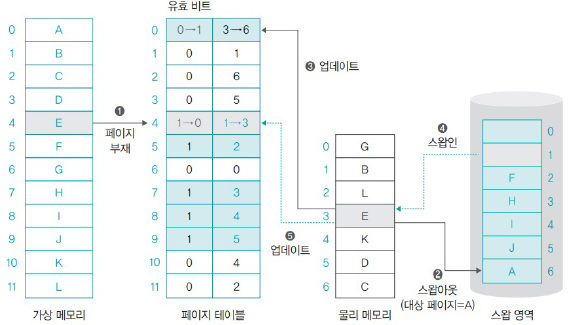 유효 비트
0 A
1 B
2 C
3 D
4 E
5 F
6 G
7 H
8 I
9 J
10 K
11 L
가상 메모리
❶
페이지
부재
0 0→1 3→6
1 0 1
2 0 6
3 0 5
4 1→0 1→3
5 1 2
6 0 0
7 1 3
8 1 4
9 1 5
10 0 4
11 0 2
페이지 테이블
❸ 업데이트
❺
업데이트
0 G
1 B
2 L
3 E
4 K
5 D
6 C
물리 메모리
❹
스왑인
❷
스왑아웃
(대상 페이지=A)
0
1
F 2
H 3
I 4
J 5
A 6
스왑 영역